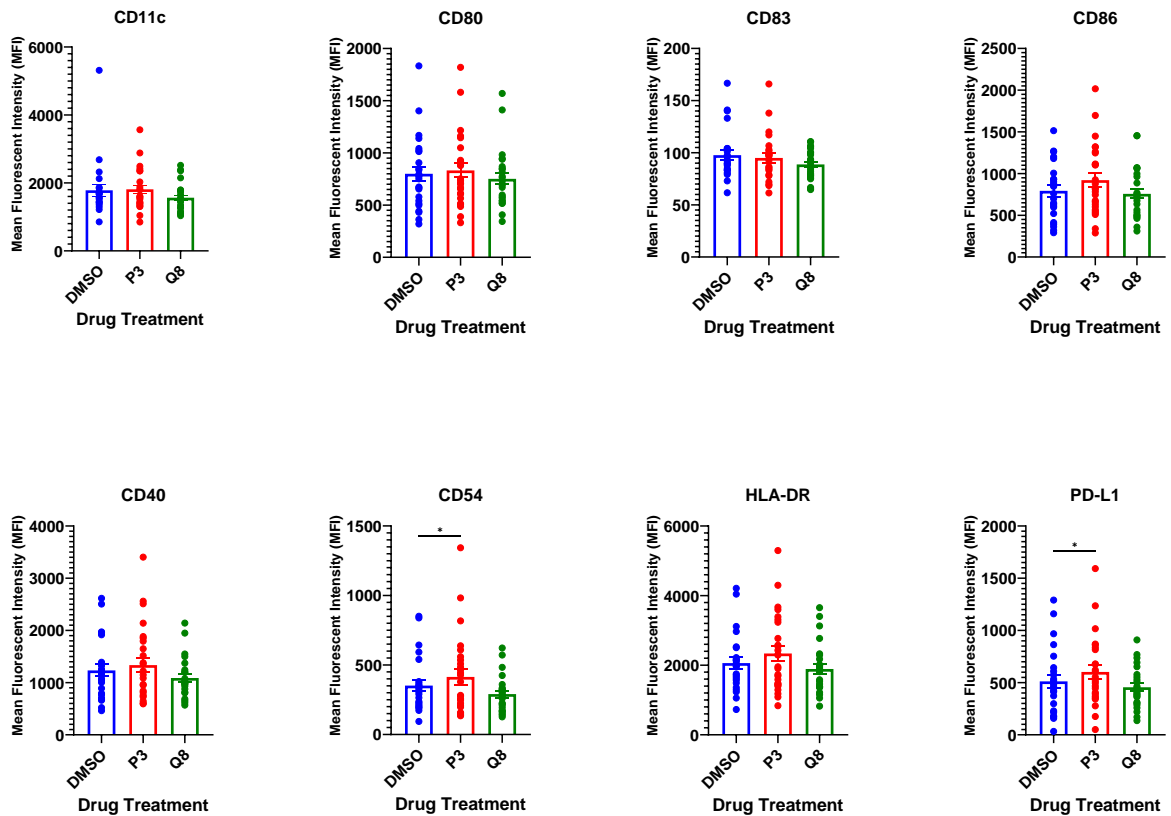 CD11c
Mean Fluorescent Intensity (MFI)
6000
4000
2000
0
DMSO
P3
Q8
Drug Treatment
CD80
Mean Fluorescent Intensity (MFI)
2000
1500
1000
500
0
DMSO
P3
Q8
Drug Treatment
CD83
Mean Fluorescent Intensity (MFI)
200
150
100
50
0
DMSO
P3
Q8
Drug Treatment
CD86
Mean Fluorescent Intensity (MFI)
2500
2000
1500
1000
500
0
DMSO
P3
Q8
Drug Treatment
CD40
Mean Fluorescent Intensity (MFI)
4000
3000
2000
1000
0
DMSO
P3
Q8
Drug Treatment
CD54
Mean Fluorescent Intensity (MFI)
1500
1000
500
0
*
DMSO
P3
Q8
Drug Treatment
HLA-DR
Mean Fluorescent Intensity (MFI)
6000
4000
2000
0
DMSO
P3
Q8
Drug Treatment
PD-L1
Mean Fluorescent Intensity (MFI)
2000
1500
1000
500
0
*
DMSO
P3
Q8
Drug Treatment